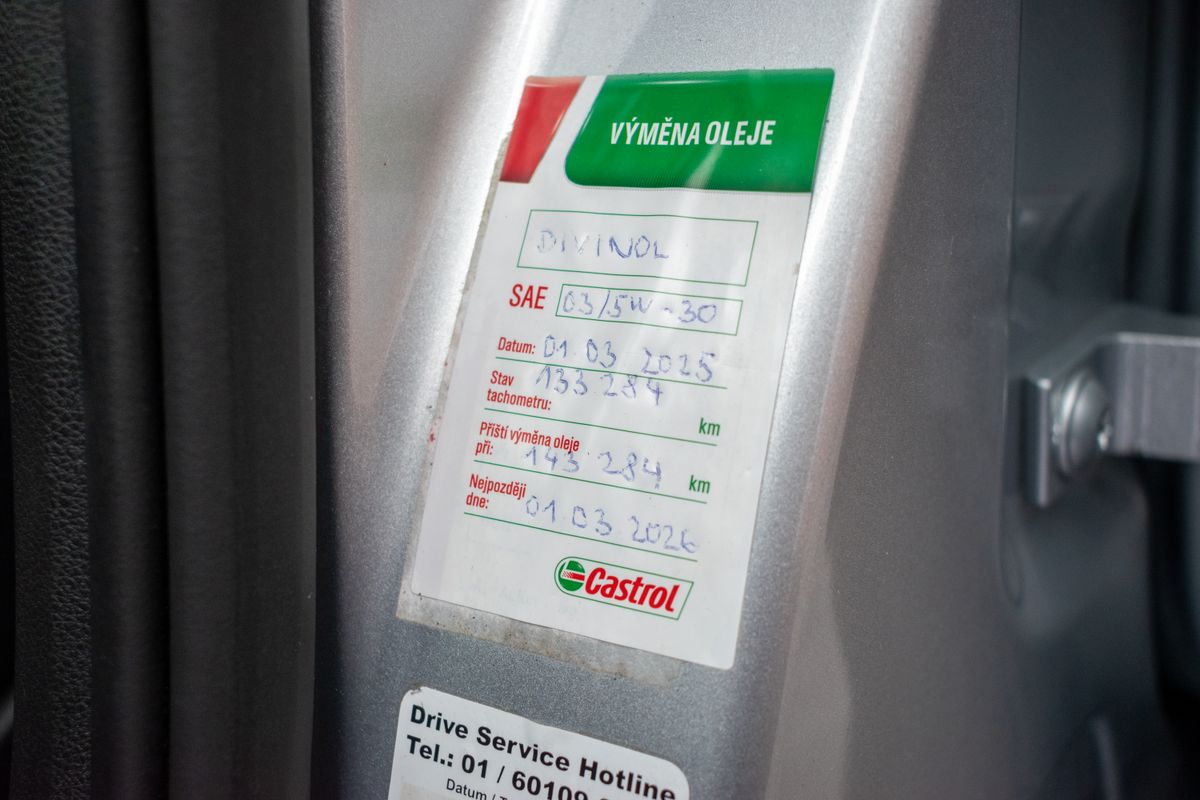 VÝMĚNA OLEJE
DIVINOL
SAE 03/5W-30
Datum: 01 03 2025
Stav tachometru: 133 284 km
Příští výměna oleje při: 143 284 km
Nejpozději dne: 01 03 2026
Castrol
Drive Service Hotline
Tel.: 01 / 60109
Datum /